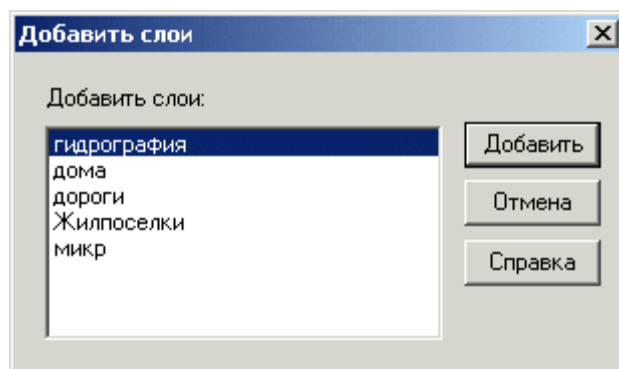 Добавить слои
Добавить слои:
гидрография
дома
дороги
Жилпоселки
микр
Добавить
Отмена
Справка